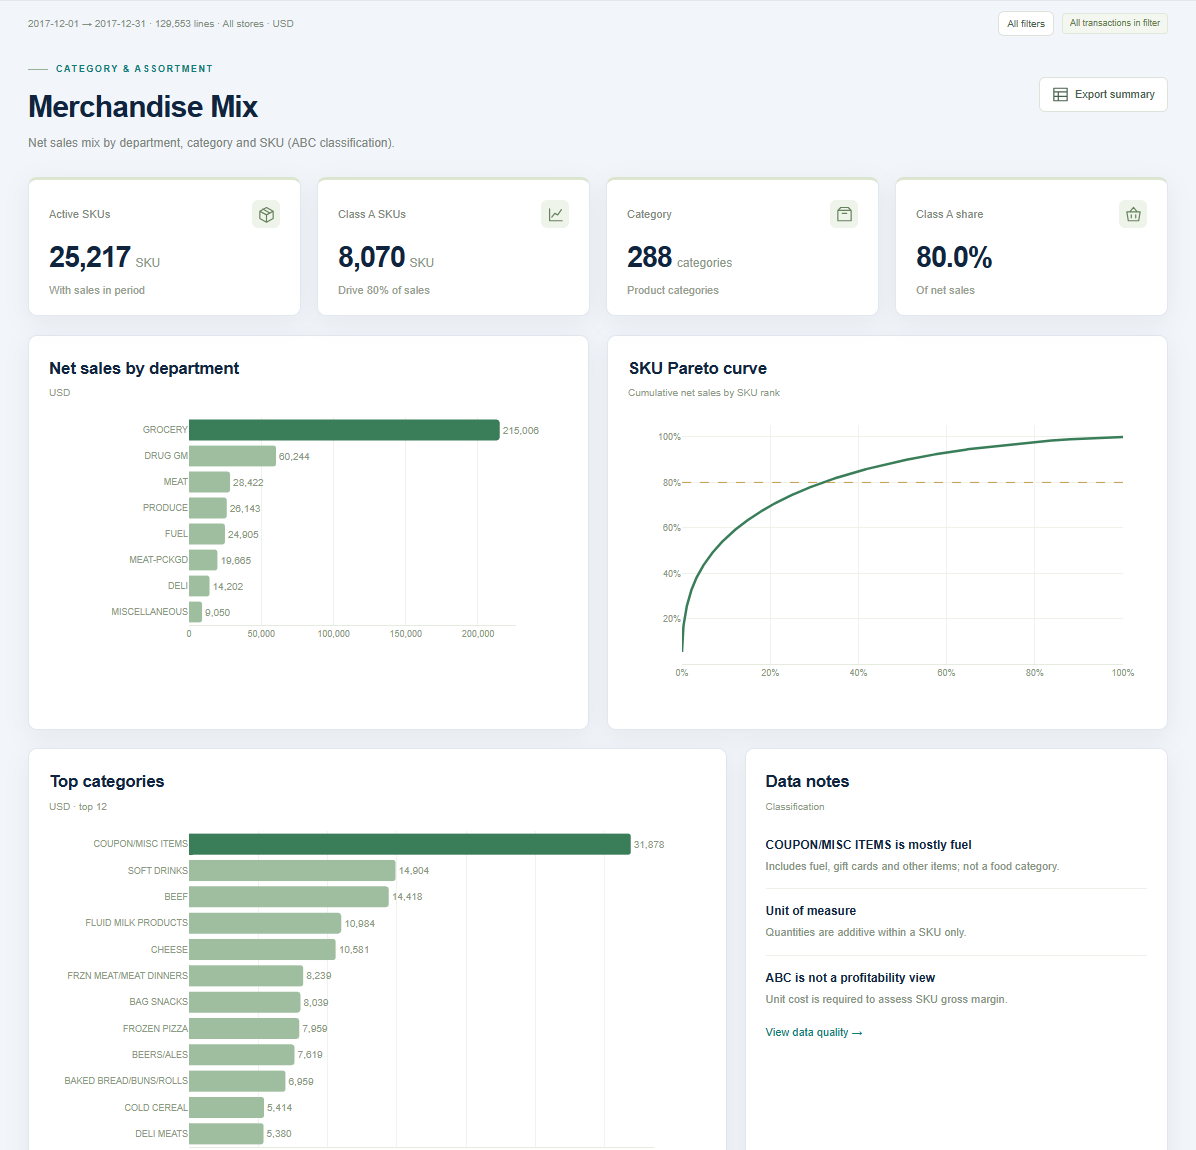 2017-12-01 → 2017-12-31 · 129,553 lines · All stores · USD
All filters
All transactions in filter
CATEGORY & ASSORTMENT
Merchandise Mix
Export summary
Net sales mix by department, category and SKU (ABC classification).
Active SKUs
25,217 SKU
With sales in period
Class A SKUs
8,070 SKU
Drive 80% of sales
Category
288 categories
Product categories
Class A share
80.0%
Of net sales
Net sales by department
USD
GROCERY 215,006
DRUG GM 60,244
MEAT 28,422
PRODUCE 26,143
FUEL 24,905
MEAT-PCKGD 19,665
DELI 14,202
MISCELLANEOUS 9,050
0 50,000 100,000 150,000 200,000
SKU Pareto curve
Cumulative net sales by SKU rank
100%
80%
60%
40%
20%
0% 20% 40% 60% 80% 100%
Top categories
USD · top 12
COUPON/MISC ITEMS 31,878
SOFT DRINKS 14,904
BEEF 14,418
FLUID MILK PRODUCTS 10,984
CHEESE 10,581
FRZN MEAT/MEAT DINNERS 8,239
BAG SNACKS 8,039
FROZEN PIZZA 7,959
BEERS/ALES 7,619
BAKED BREAD/BUNS/ROLLS 6,959
COLD CEREAL 5,414
DELI MEATS 5,380
Data notes
Classification
COUPON/MISC ITEMS is mostly fuel
Includes fuel, gift cards and other items; not a food category.
Unit of measure
Quantities are additive within a SKU only.
ABC is not a profitability view
Unit cost is required to assess SKU gross margin.
View data quality →